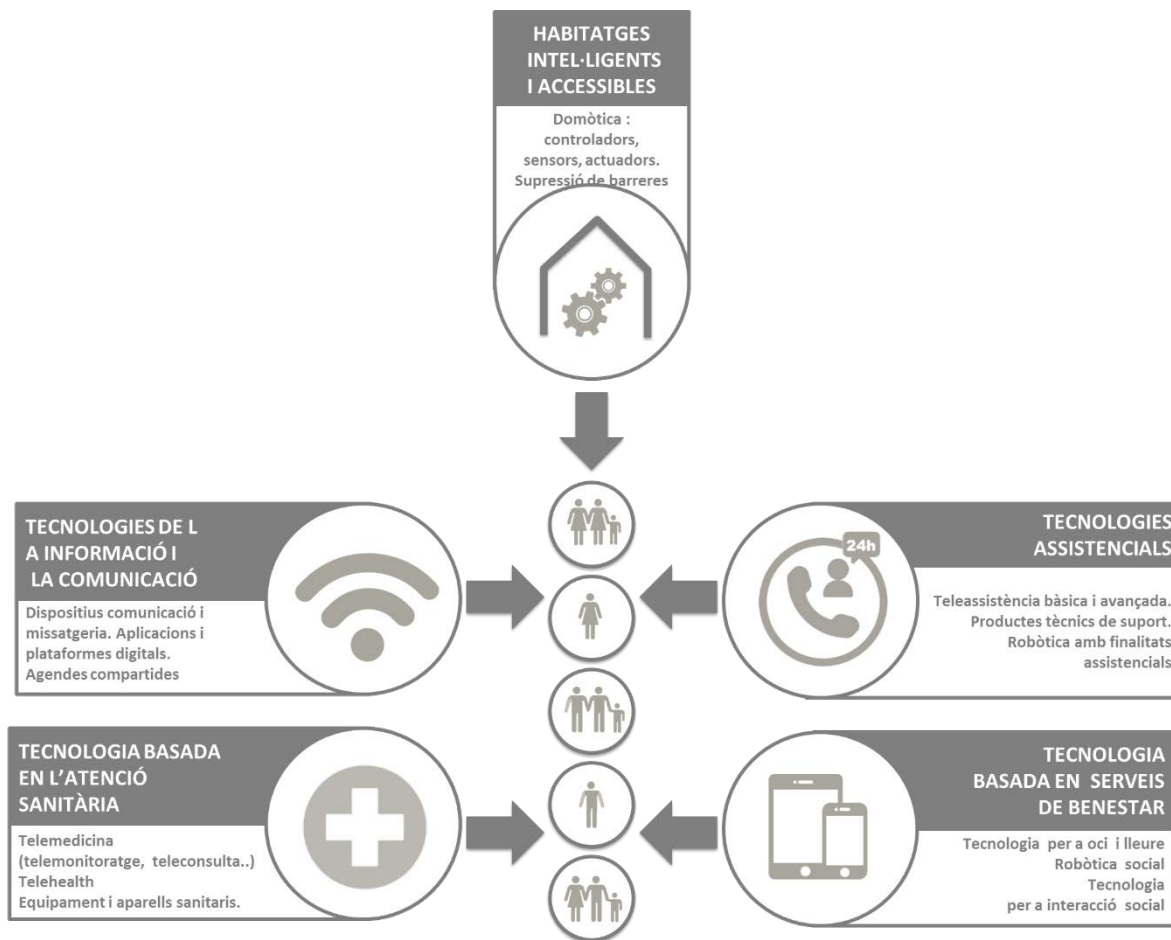 HABITATGES
INTEL·LIGENTS
I ACCESSIBLES
Domòtica :
controladors,
sensors, actuadors.
Supressió de barreres
TECNOLOGIES DE L
A INFORMACIÓ I
LA COMUNICACIÓ
Dispositius comunicació i
missatgeria. Aplicacions i
plataformes digitals.
Agendes compartides
24h
TECNOLOGIES
ASSISTENCIALS
Teleassistència bàsica i avançada.
Productes tècnics de suport.
Robòtica amb finalitats
assistencials
TECNOLOGIA BASADA
EN L'ATENCIÓ
SANITÀRIA
Telemedicina
(telemonitoratge, teleconsulta..)
Telehealth
Equipament i aparells sanitaris.
TECNOLOGIA
BASADA EN SERVEIS
DE BENESTAR
Tecnologia per a oci i lleure
Robòtica social
Tecnologia
per a interacció social